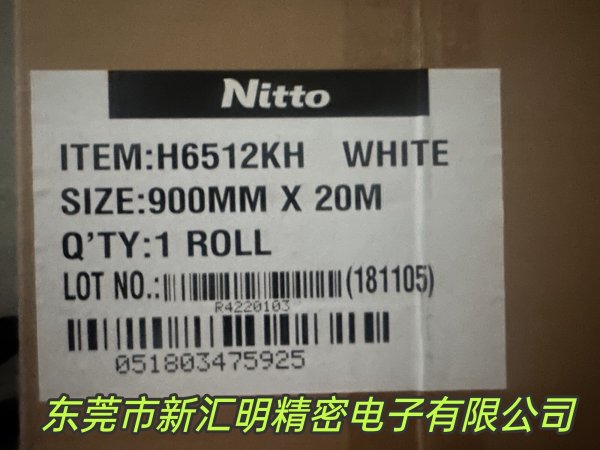 Nitto
ITEM:H6512KH WHITE
SIZE:900MM X 20M
Q'TY:1 ROLL
LOT NO.: (181105)
R4220103
051803475925
东莞市新汇明精密电子有限公司